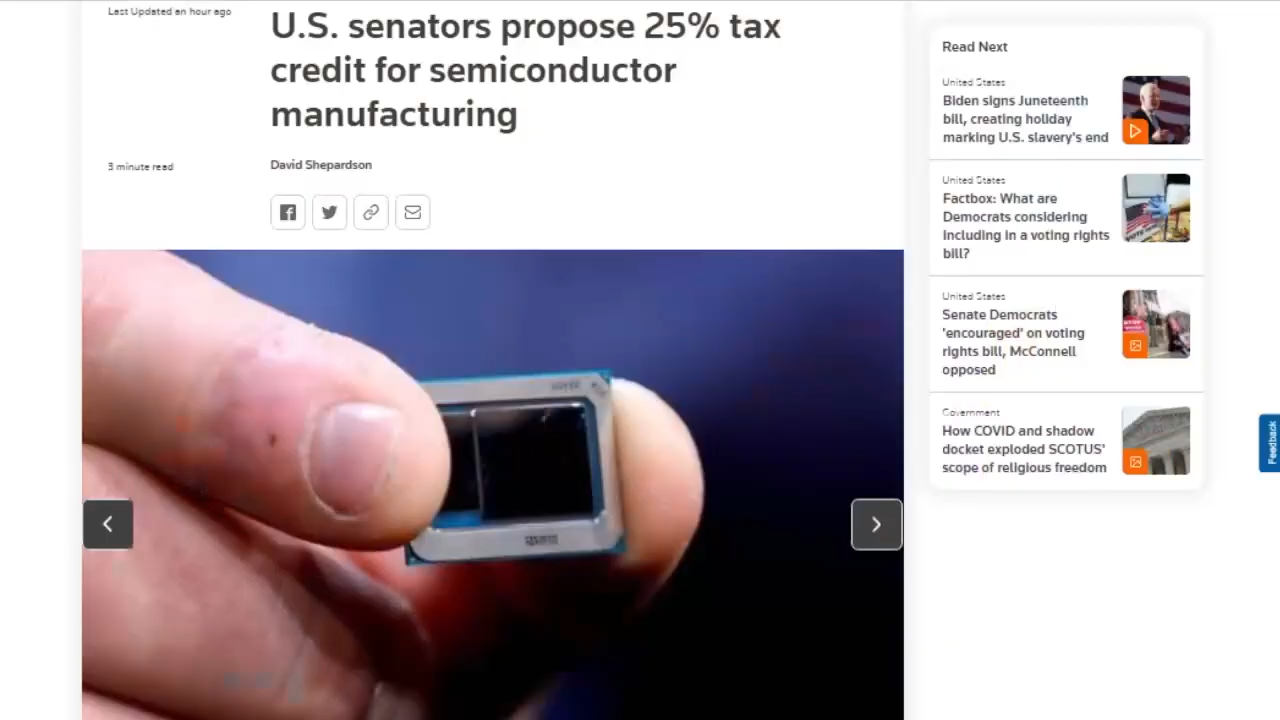 Last Updated an hour ago
U.S. senators propose 25% tax
credit for semiconductor
manufacturing
3 minute read
David Shepardson
Read Next
United States
Biden signs Juneteenth
bill, creating holiday
marking U.S. slavery's end
United States
Factbox: What are
Democrats considering
including in a voting rights
bill?
United States
Senate Democrats
'encouraged' on voting
rights bill, McConnell
opposed
Government
How COVID and shadow
docket exploded SCOTUS'
scope of religious freedom
Feedback